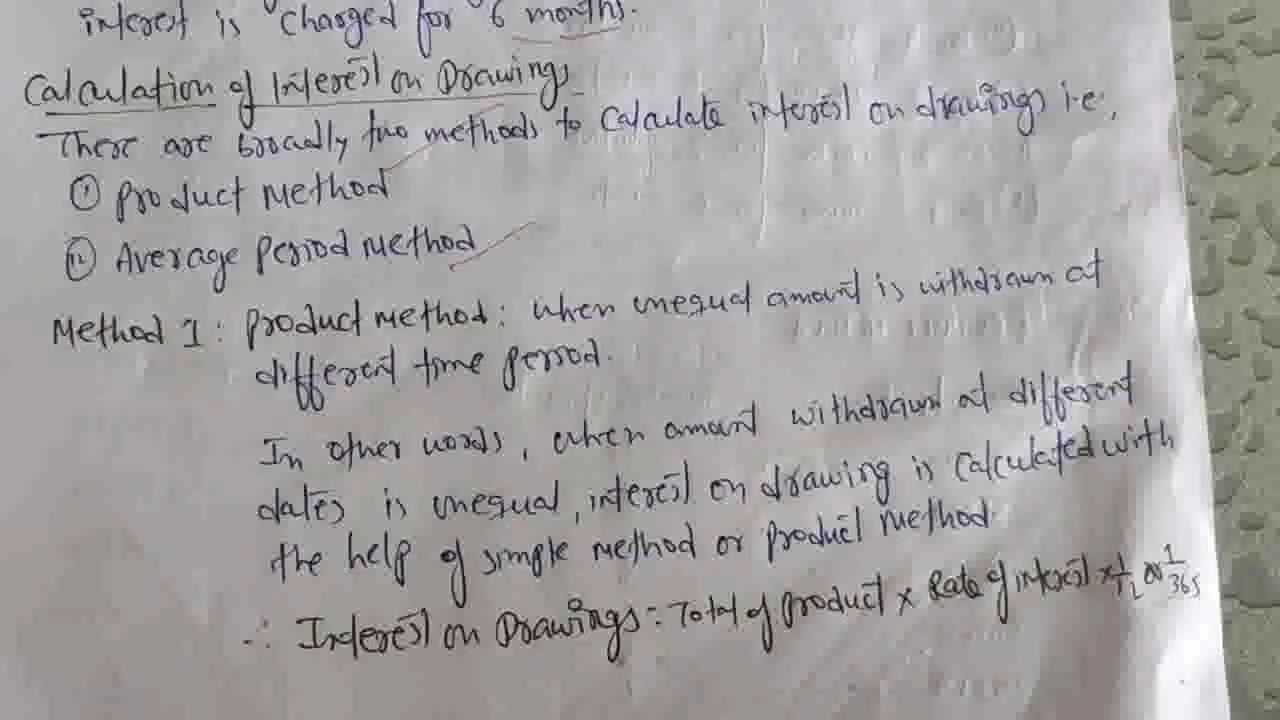 interest is charged for 6 months.
Calculation of Interest on Drawings
There are broadly two methods to calculate interest on drawings i.e.,
① Product Method
② Average Period Method
Method 1: Product method: when unequal amount is withdrawn at
different time period.
In other words, when amount withdrawn at different
dates is unequal, interest on drawing is calculated with
the help of simple method or product method.
∴ Interest on Drawings = Total of product × Rate of interest × 1/12 or 1/365